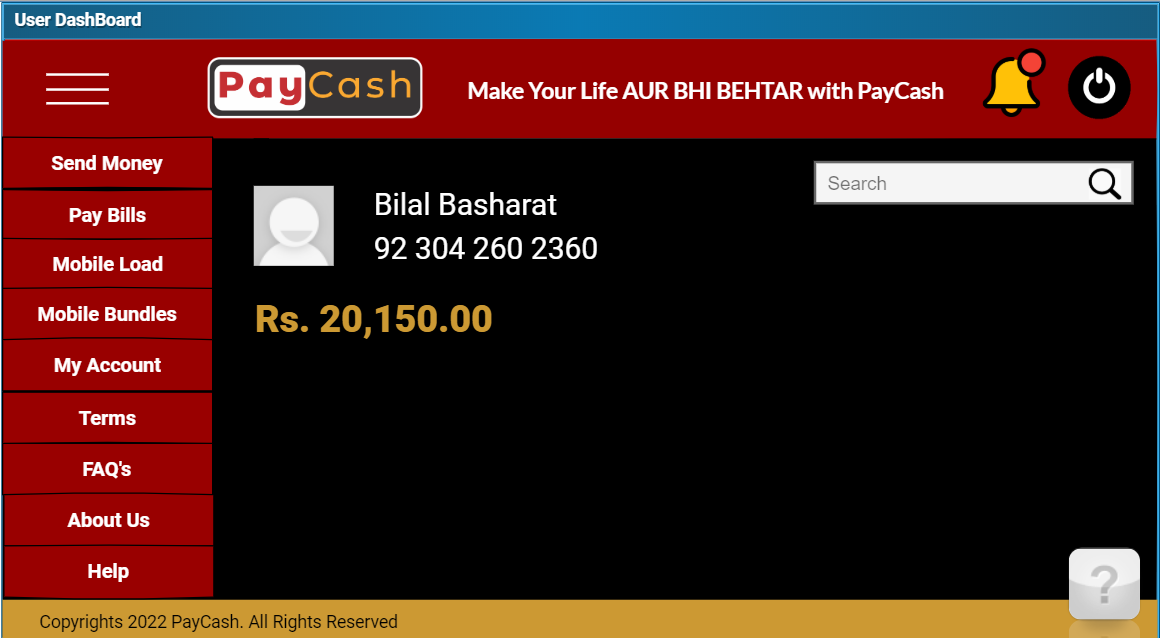 User DashBoard
PayCash
Make Your Life AUR BHI BEHTAR with PayCash
Send Money
Pay Bills
Mobile Load
Mobile Bundles
My Account
Terms
FAQ's
About Us
Help
Search
Bilal Basharat
92 304 260 2360
Rs. 20,150.00
?
Copyrights 2022 PayCash. All Rights Reserved